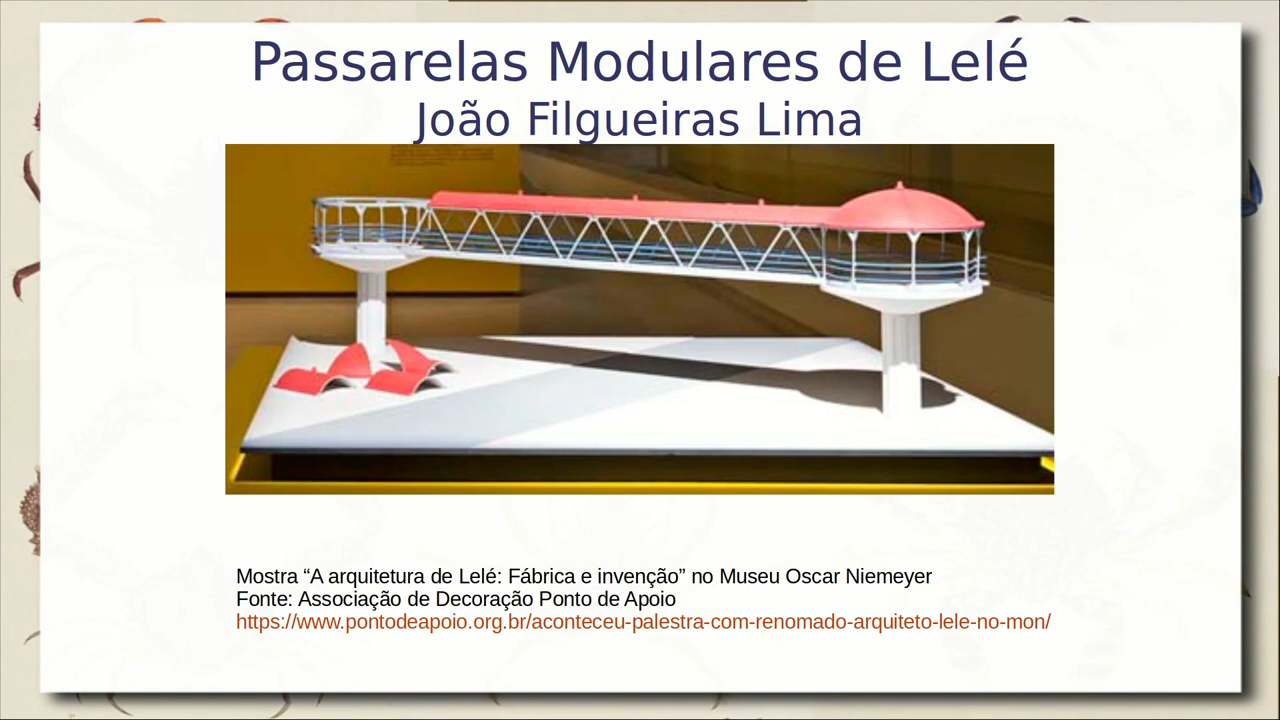 Passarelas Modulares de Lelé
João Filgueiras Lima
Mostra “A arquitetura de Lelé: Fábrica e invenção” no Museu Oscar Niemeyer
Fonte: Associação de Decoração Ponto de Apoio
https://www.pontodeapoio.org.br/aconteceu-palestra-com-renomado-arquiteto-lele-no-mon/